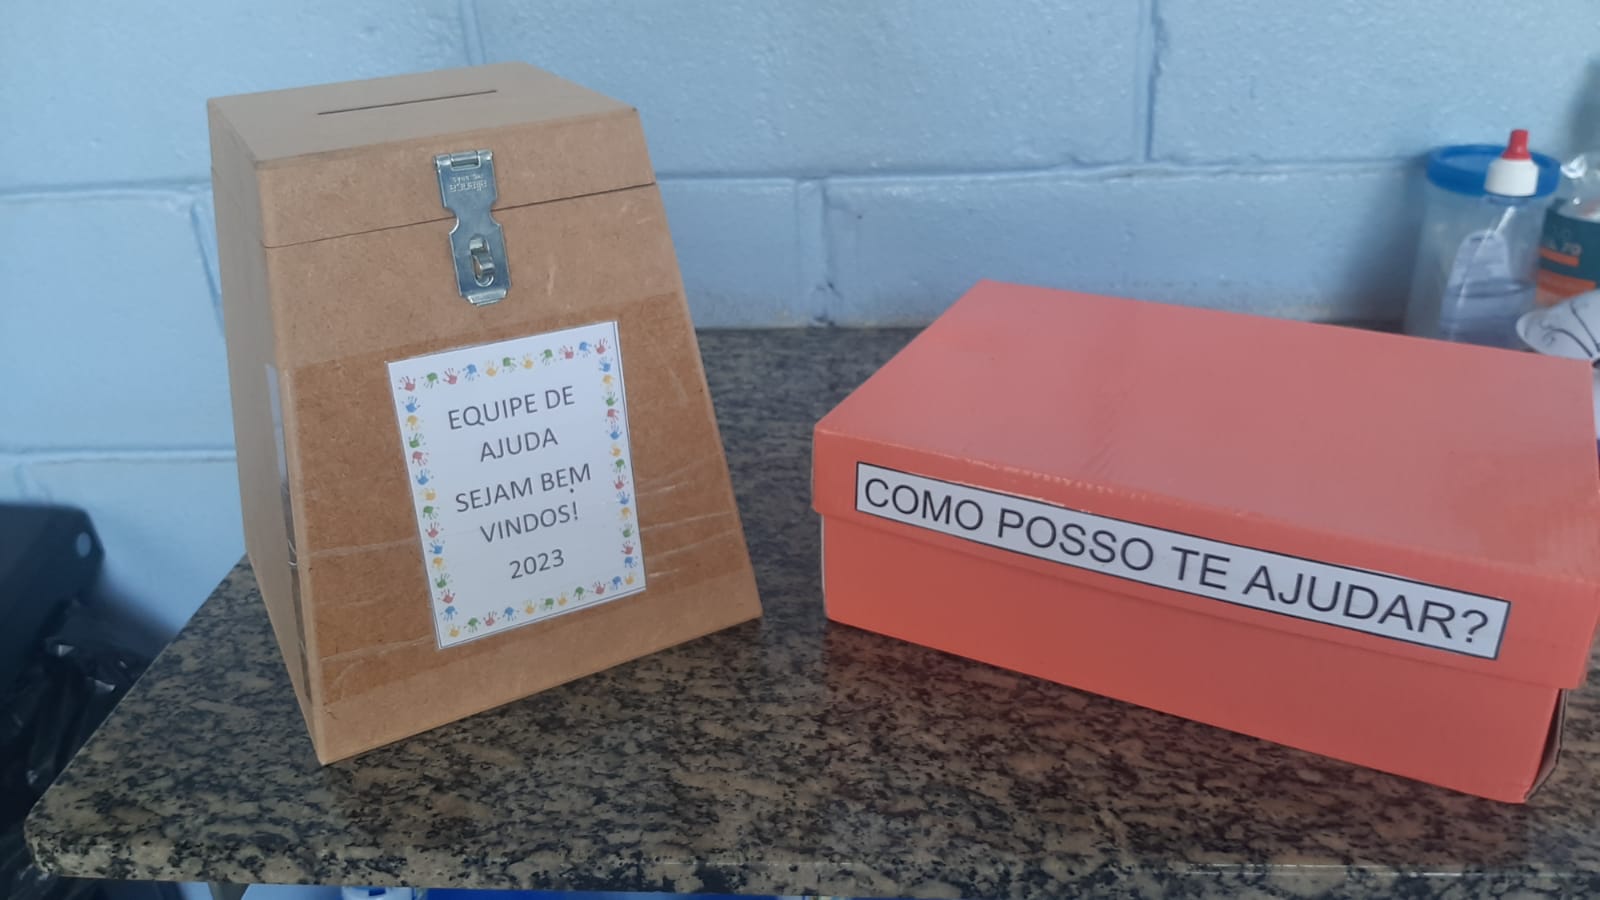 EQUIPE DE
AJUDA
SEJAM BEM
VINDOS!
2023
COMO POSSO TE AJUDAR?